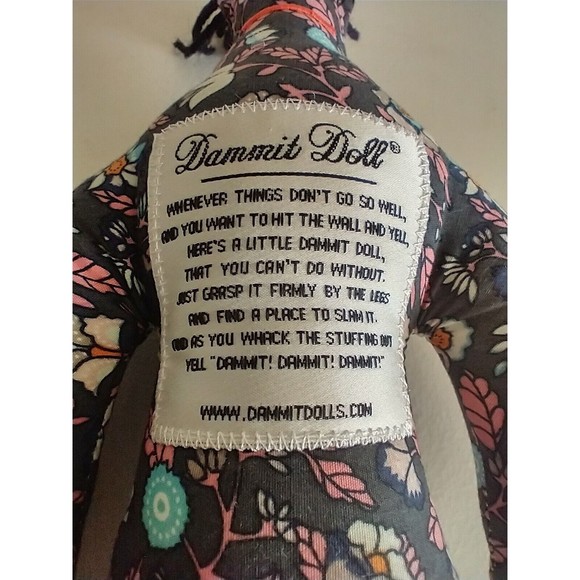 Dammit Doll®
WHENEVER THINGS DON'T GO SO WELL,
AND YOU WANT TO HIT THE WALL AND YELL,
HERE'S A LITTLE DAMMIT DOLL,
THAT YOU CAN'T DO WITHOUT.
JUST GRASP IT FIRMLY BY THE LEGS
AND FIND A PLACE TO SLAM IT.
AND AS YOU WHACK THE STUFFING OUT
YELL "DAMMIT! DAMMIT! DAMMIT!"
WWW.DAMMITDOLLS.COM